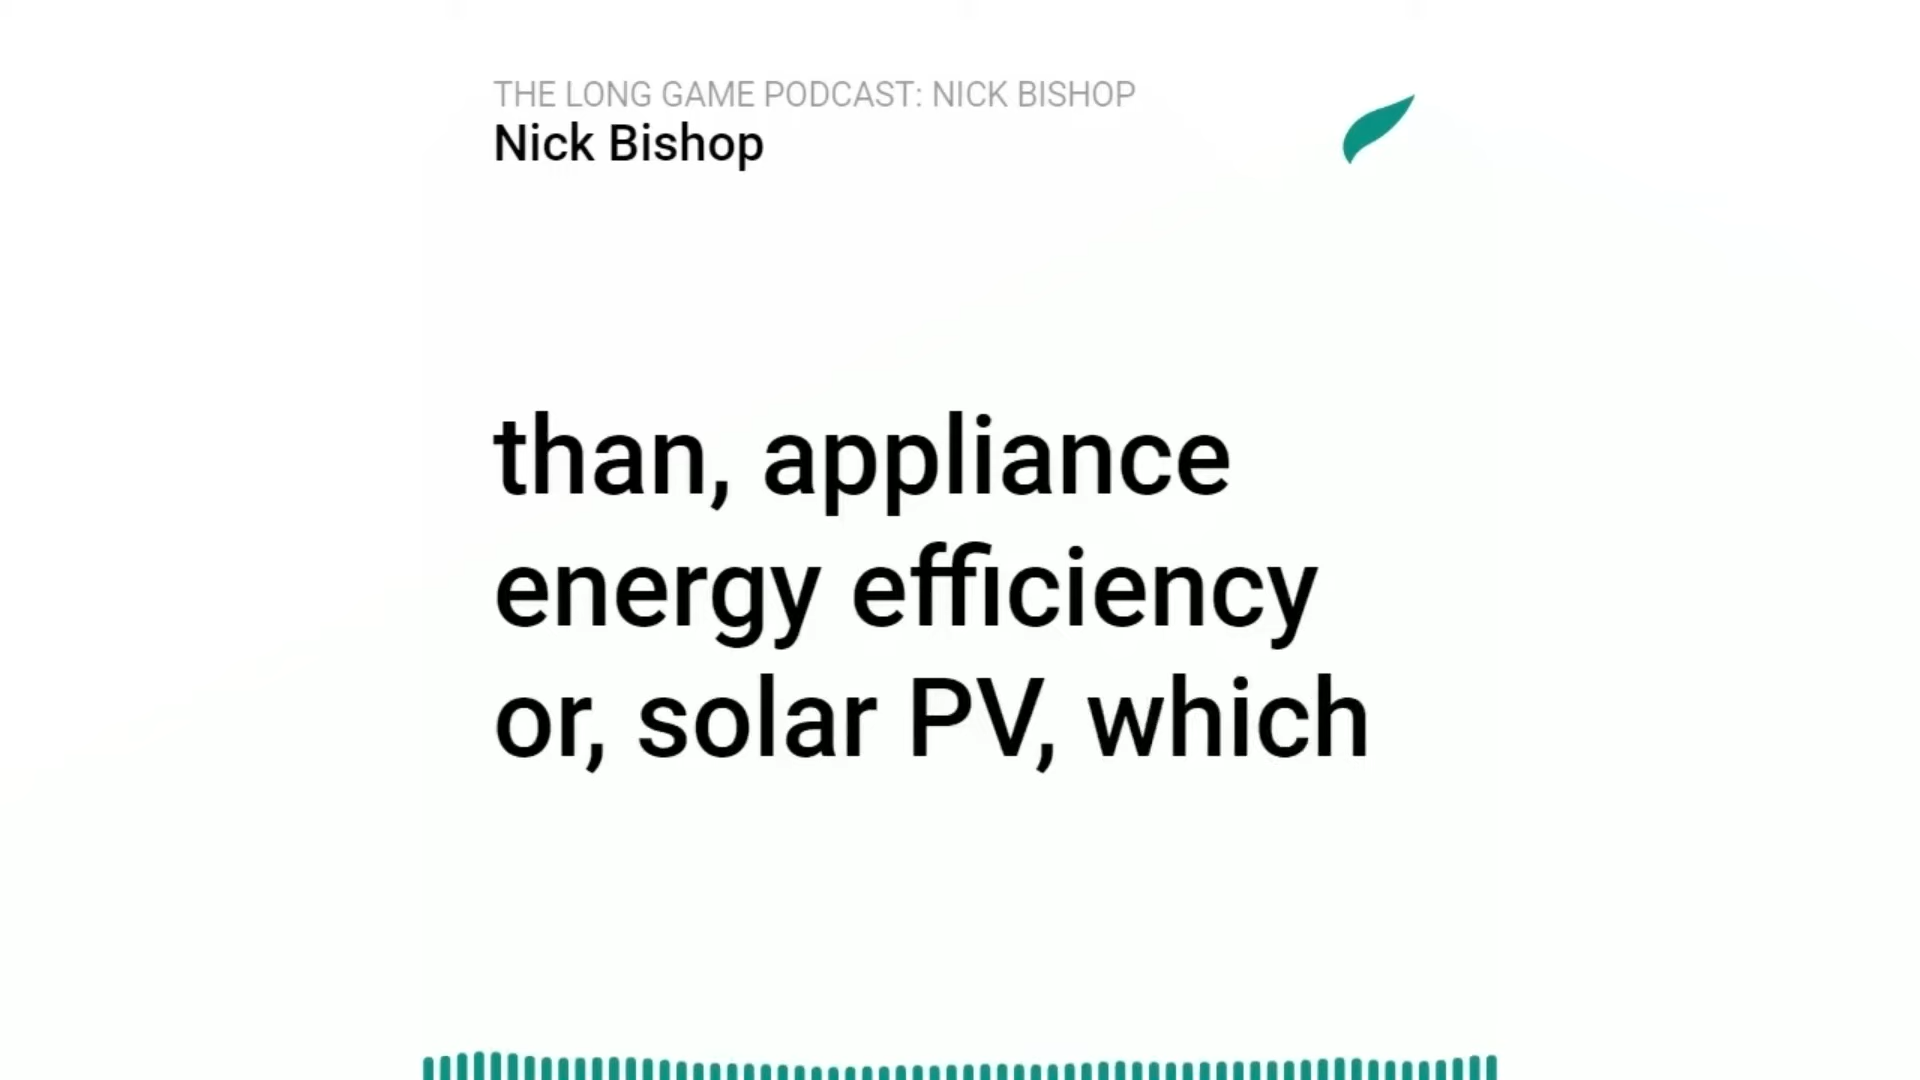 THE LONG GAME PODCAST: NICK BISHOP
Nick Bishop
than, appliance
energy efficiency
or, solar PV, which